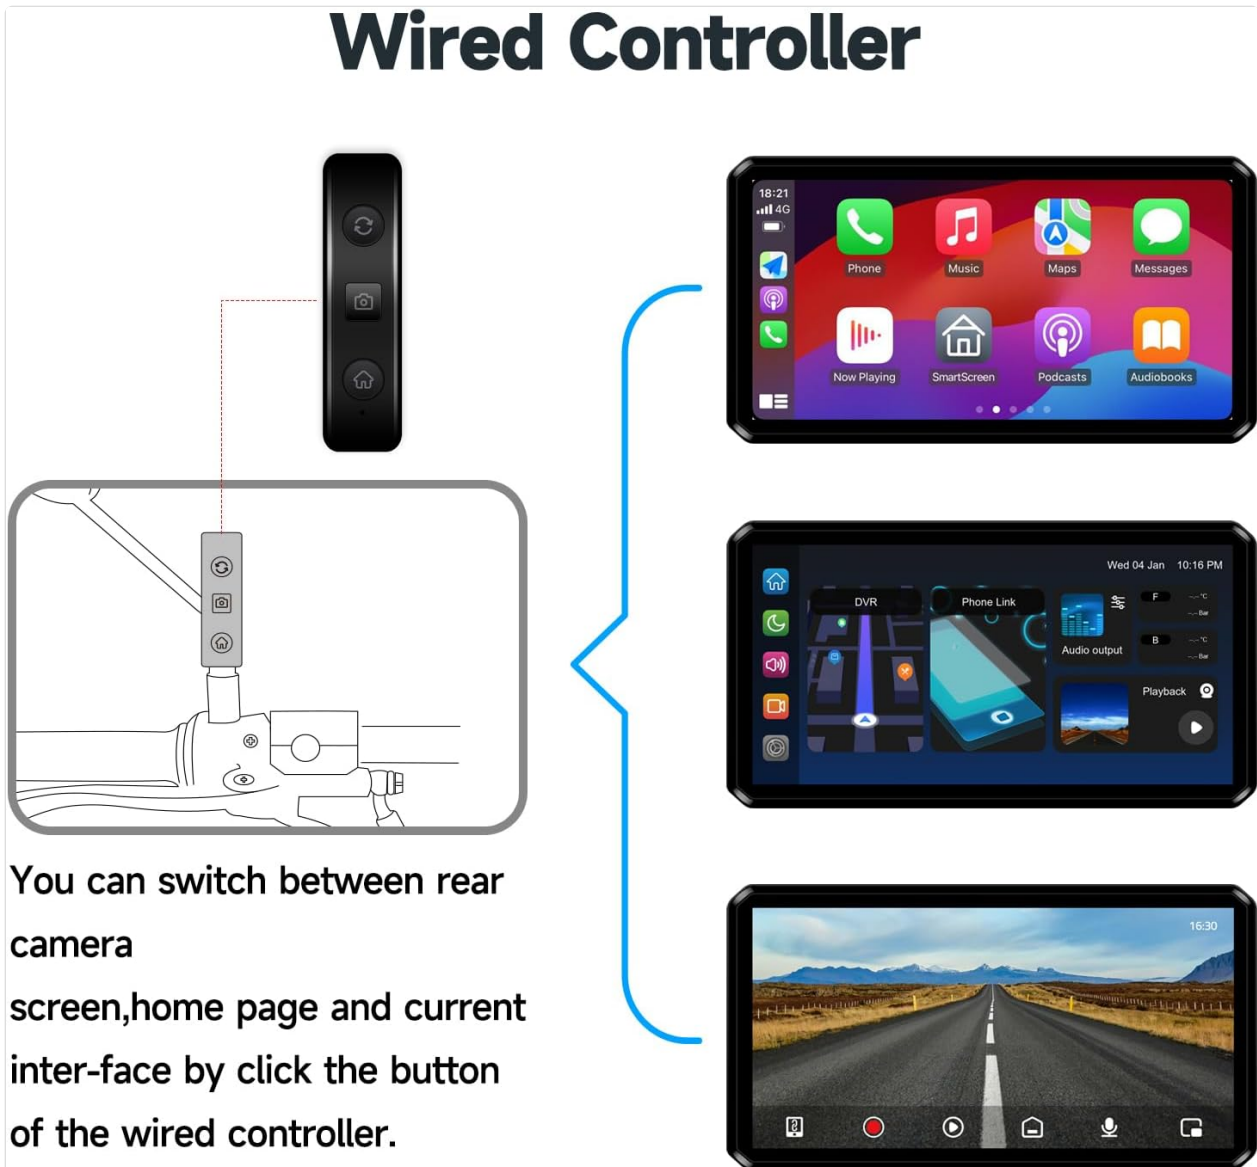 Wired Controller
18:21
4G
Phone
Music
Maps
Messages
Now Playing
SmartScreen
Podcasts
Audiobooks
Wed 04 Jan 10:16 PM
DVR
Phone Link
Audio output
F
--.- °C
--.-- Bar
B
--.- °C
--.-- Bar
Playback
16:30
You can switch between rear
camera
screen,home page and current
inter-face by click the button
of the wired controller.